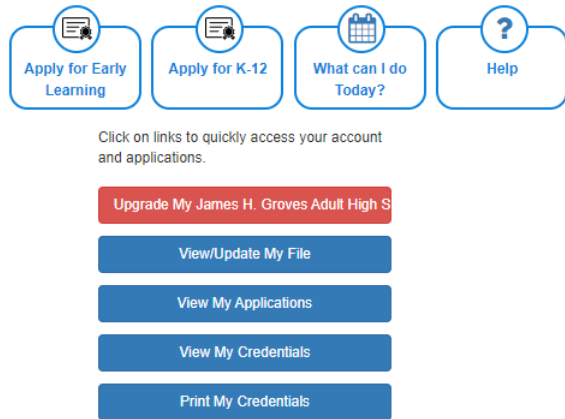 Apply for Early
Learning
Apply for K-12
What can I do
Today?
?
Help
Click on links to quickly access your account
and applications.
Upgrade My James H. Groves Adult High S
View/Update My File
View My Applications
View My Credentials
Print My Credentials